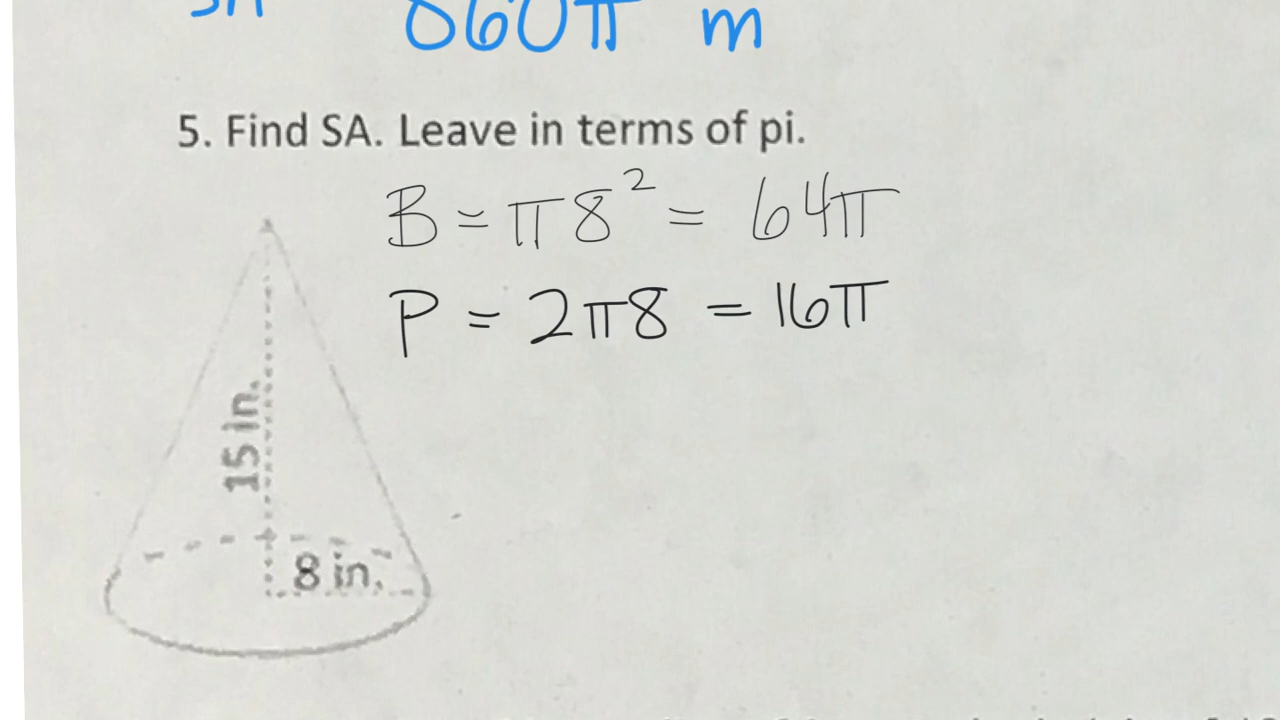 860π m
5. Find SA. Leave in terms of pi.
B = π8² = 64π
P = 2π8 = 16π
15 in.
8 in.